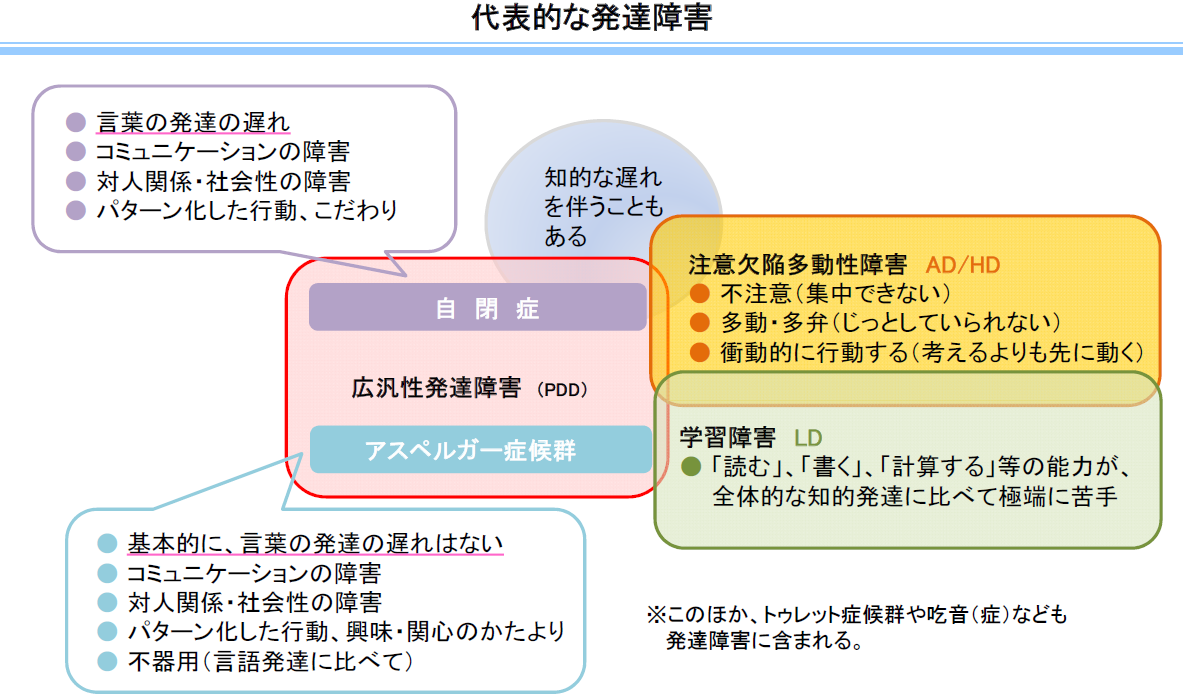 代表的な発達障害
● 言葉の発達の遅れ
● コミュニケーションの障害
● 対人関係・社会性の障害
● パターン化した行動、こだわり
知的な遅れ
を伴うことも
ある
自 閉 症
広汎性発達障害 (PDD)
アスペルガー症候群
注意欠陥多動性障害 AD/HD
● 不注意(集中できない)
● 多動・多弁(じっとしていられない)
● 衝動的に行動する(考えるよりも先に動く)
学習障害 LD
● 「読む」、「書く」、「計算する」等の能力が、
全体的な知的発達に比べて極端に苦手
● 基本的に、言葉の発達の遅れはない
● コミュニケーションの障害
● 対人関係・社会性の障害
● パターン化した行動、興味・関心のかたより
● 不器用(言語発達に比べて)
※このほか、トゥレット症候群や吃音(症)なども
発達障害に含まれる。